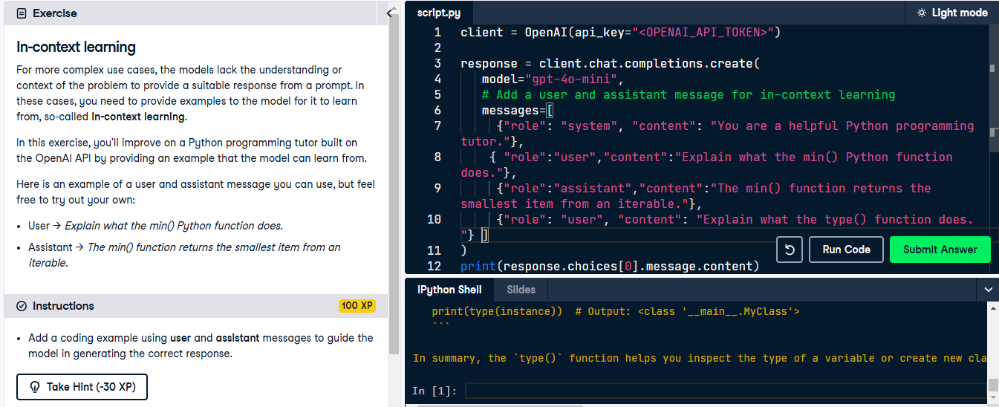 Exercise
In-context learning
For more complex use cases, the models lack the understanding or
context of the problem to provide a suitable response from a prompt. In
these cases, you need to provide examples to the model for it to learn
from, so-called in-context learning.
In this exercise, you'll improve on a Python programming tutor built on
the OpenAI API by providing an example that the model can learn from.
Here is an example of a user and assistant message you can use, but feel
free to try out your own:
• User → Explain what the min() Python function does.
• Assistant → The min() function returns the smallest item from an
iterable.
Instructions
100 XP
• Add a coding example using user and assistant messages to guide the
model in generating the correct response.
Take Hint (-30 XP)
script.py
Light mode
1 client = OpenAI(api_key="<OPENAI_API_TOKEN>")
2
3 response = client.chat.completions.create(
4 model="gpt-4o-mini",
5 # Add a user and assistant message for in-context learning
6 messages=[
7 {"role": "system", "content": "You are a helpful Python programming
tutor."},
8 { "role":"user","content":"Explain what the min() Python function
does."},
9 {"role":"assistant","content":"The min() function returns the
smallest item from an iterable."},
10 {"role": "user", "content": "Explain what the type() function does.
"} ]
11 )
12 print(response.choices[0].message.content)
Run Code
Submit Answer
IPython Shell
Slides
print(type(instance)) # Output: <class '__main__.MyClass'>
```
In summary, the `type()` function helps you inspect the type of a variable or create new cla
In [1]: